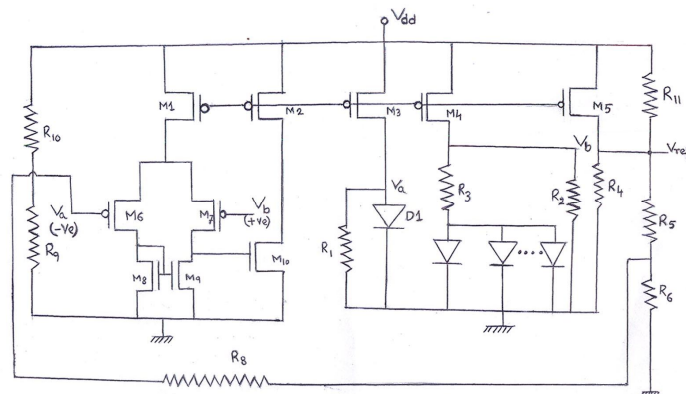 Vdd
M1
M2
M3
M4
M5
R11
R10
Vb
Vre
Va
R3
R4
Va
(-ve)
M6
M7
Vb
(+ve)
D1
R2
R5
R9
R1
M8
M9
M10
R6
R8